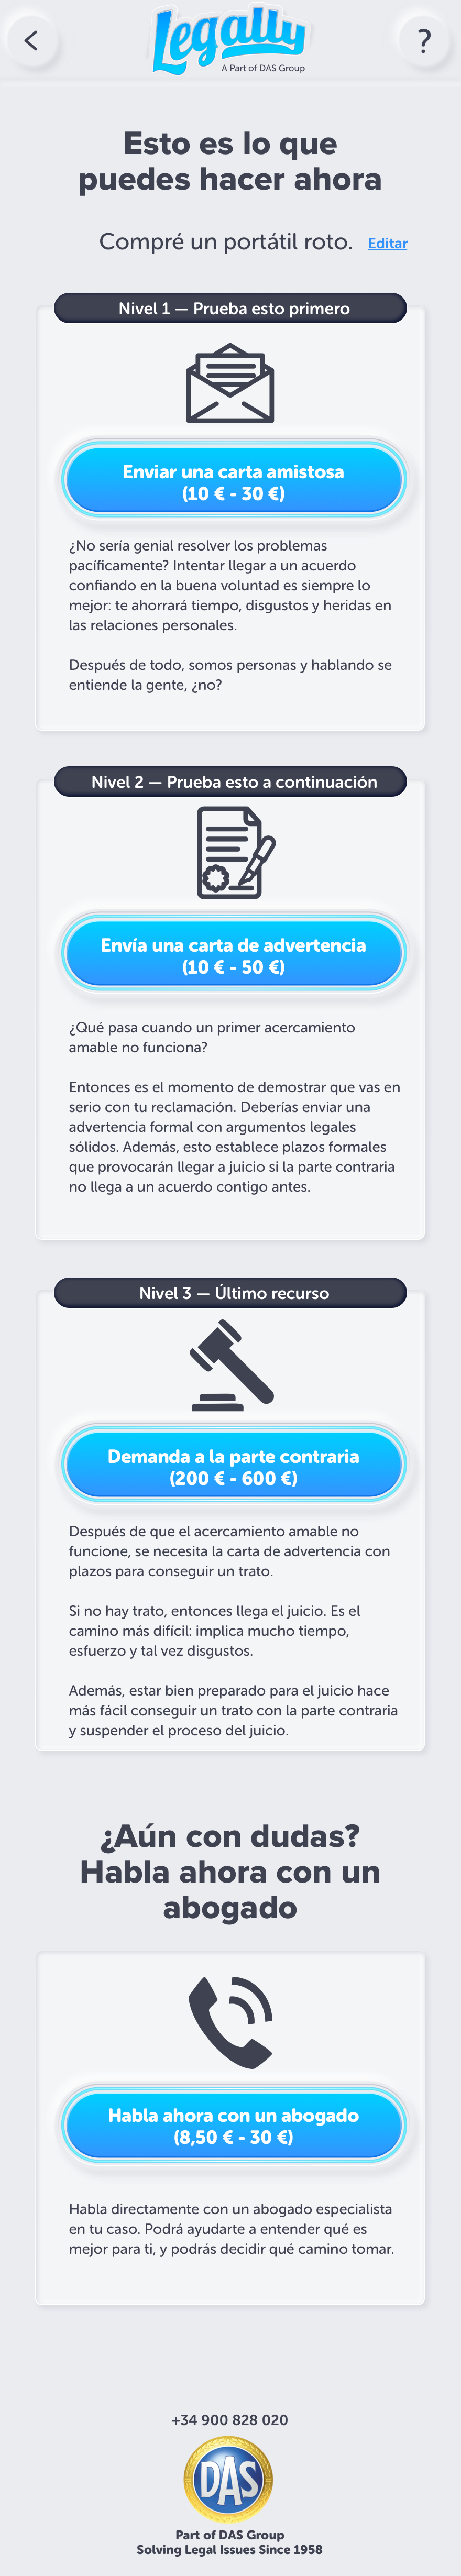 Legally
A Part of DAS Group
?
Esto es lo que
puedes hacer ahora
Compré un portátil roto. Editar
Nivel 1 — Prueba esto primero
Enviar una carta amistosa
(10 € - 30 €)
¿No sería genial resolver los problemas
pacíficamente? Intentar llegar a un acuerdo
confiando en la buena voluntad es siempre lo
mejor: te ahorrará tiempo, disgustos y heridas en
las relaciones personales.
Después de todo, somos personas y hablando se
entiende la gente, ¿no?
Nivel 2 — Prueba esto a continuación
Envía una carta de advertencia
(10 € - 50 €)
¿Qué pasa cuando un primer acercamiento
amable no funciona?
Entonces es el momento de demostrar que vas en
serio con tu reclamación. Deberías enviar una
advertencia formal con argumentos legales
sólidos. Además, esto establece plazos formales
que provocarán llegar a juicio si la parte contraria
no llega a un acuerdo contigo antes.
Nivel 3 — Último recurso
Demanda a la parte contraria
(200 € - 600 €)
Después de que el acercamiento amable no
funcione, se necesita la carta de advertencia con
plazos para conseguir un trato.
Si no hay trato, entonces llega el juicio. Es el
camino más difícil: implica mucho tiempo,
esfuerzo y tal vez disgustos.
Además, estar bien preparado para el juicio hace
más fácil conseguir un trato con la parte contraria
y suspender el proceso del juicio.
¿Aún con dudas?
Habla ahora con un
abogado
Habla ahora con un abogado
(8,50 € - 30 €)
Habla directamente con un abogado especialista
en tu caso. Podrá ayudarte a entender qué es
mejor para ti, y podrás decidir qué camino tomar.
+34 900 828 020
DAS
Part of DAS Group
Solving Legal Issues Since 1958